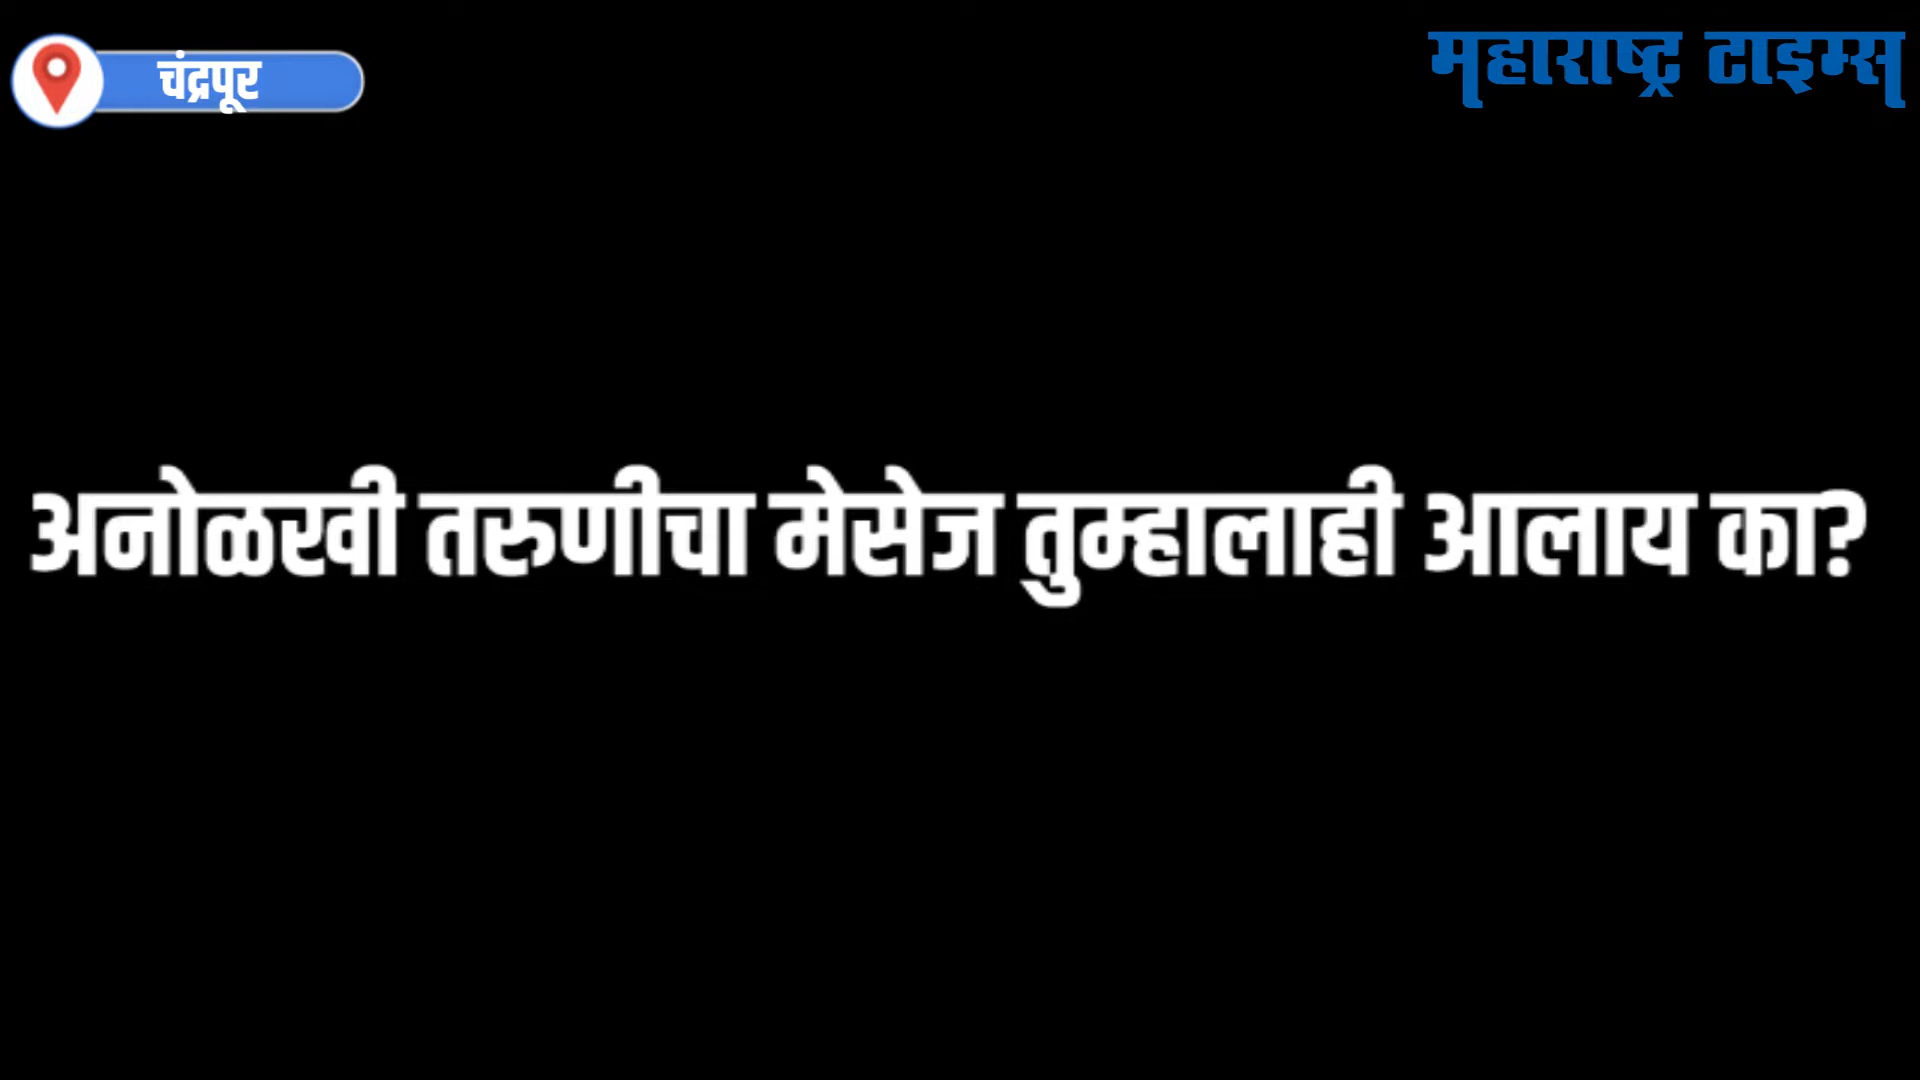 चंद्रपूर
महाराष्ट्र टाइम्स
अनोळखी तरुणीचा मेसेज तुम्हालाही आलाय का?